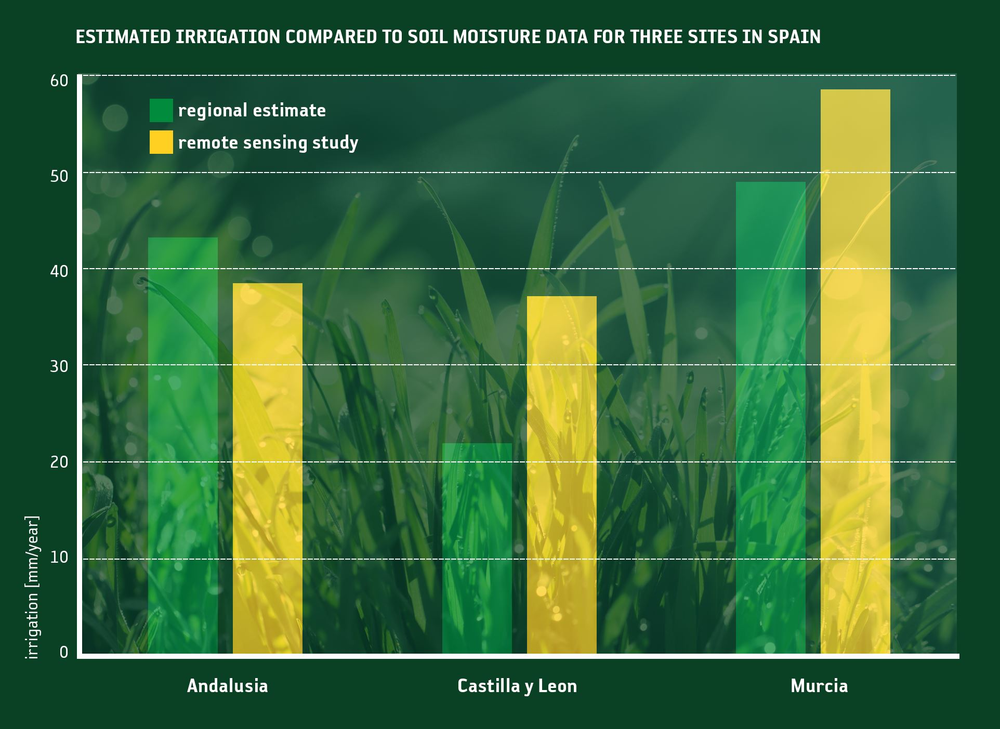 ESTIMATED IRRIGATION COMPARED TO SOIL MOISTURE DATA FOR THREE SITES IN SPAIN
regional estimate
remote sensing study
60
50
40
30
20
10
0
irrigation [mm/year]
Andalusia
Castilla y Leon
Murcia